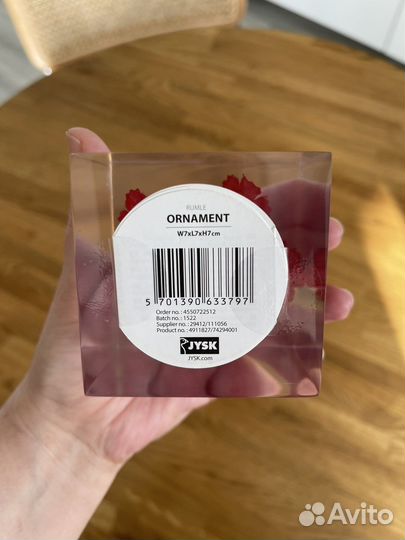 RUMLE
ORNAMENT
W7xL7xH7cm
5 701390 633797
Order no.: 4550722512
Batch no.: 1522
Supplier no.: 29412/111056
Product no.: 4911827/74294001
JYSK
JYSK.com
Avito